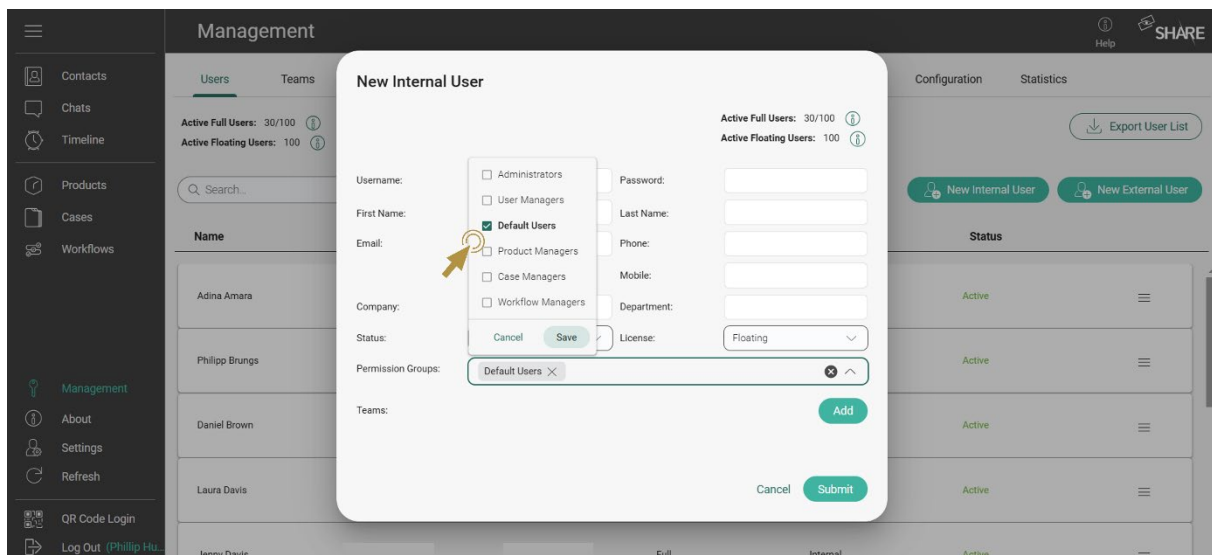 Management
Help
SHARE
Contacts
Chats
Timeline
Products
Cases
Workflows
Management
About
Settings
Refresh
QR Code Login
Log Out (Phillip Hu...
Users Teams
Configuration Statistics
Active Full Users: 30/100
Active Floating Users: 100
Export User List
Search...
New Internal User
New External User
Name
Status
Adina Amara Active
Philipp Brungs Active
Daniel Brown Active
Laura Davis Active
Jenny Davis Full Internal Active
New Internal User
Active Full Users: 30/100
Active Floating Users: 100
Username: Password:
First Name: Last Name:
Email: Phone:
Mobile:
Company: Department:
Status: License: Floating
Administrators
User Managers
Default Users
Product Managers
Case Managers
Workflow Managers
Cancel Save
Permission Groups: Default Users
Teams: Add
Cancel Submit